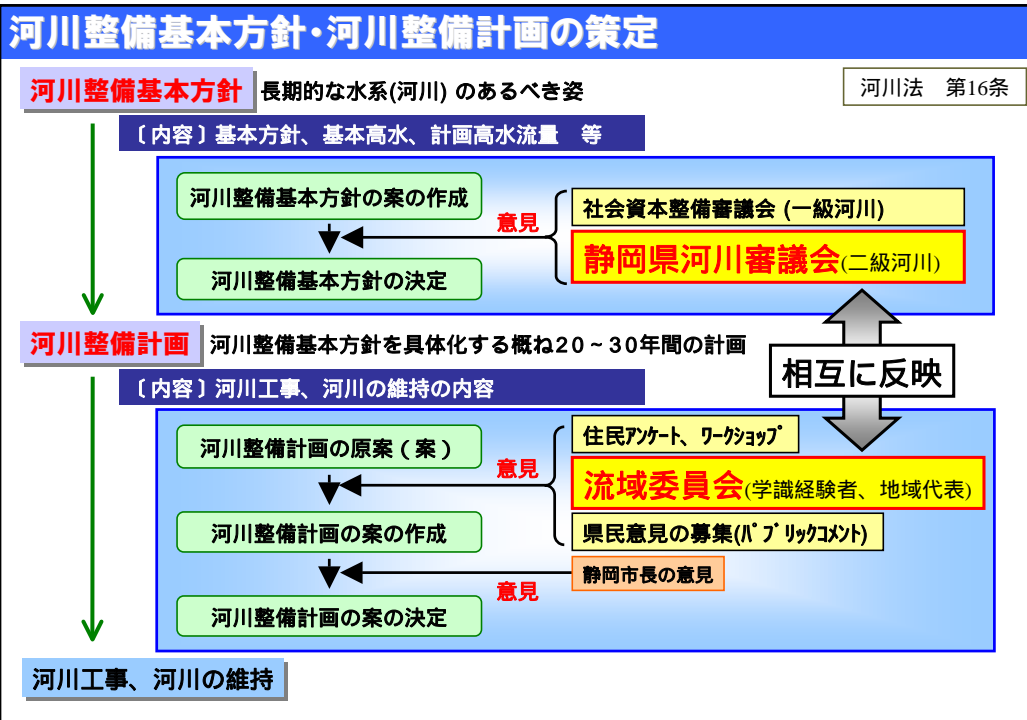 河川整備基本方針･河川整備計画の策定
河川整備基本方針 長期的な水系(河川) のあるべき姿
河川法　第16条
〔内容〕基本方針、基本高水、計画高水流量　等
河川整備基本方針の案の作成
意見
社会資本整備審議会 (一級河川)
静岡県河川審議会(二級河川)
河川整備基本方針の決定
河川整備計画 河川整備基本方針を具体化する概ね20～30年間の計画
相互に反映
〔内容〕河川工事、河川の維持の内容
河川整備計画の原案（案）
意見
住民ｱﾝｹｰﾄ、ﾜｰｸｼｮｯﾌﾟ
流域委員会(学識経験者、地域代表)
河川整備計画の案の作成
県民意見の募集(ﾊﾟﾌﾞﾘｯｸｺﾒﾝﾄ)
静岡市長の意見
意見
河川整備計画の案の決定
河川工事、河川の維持